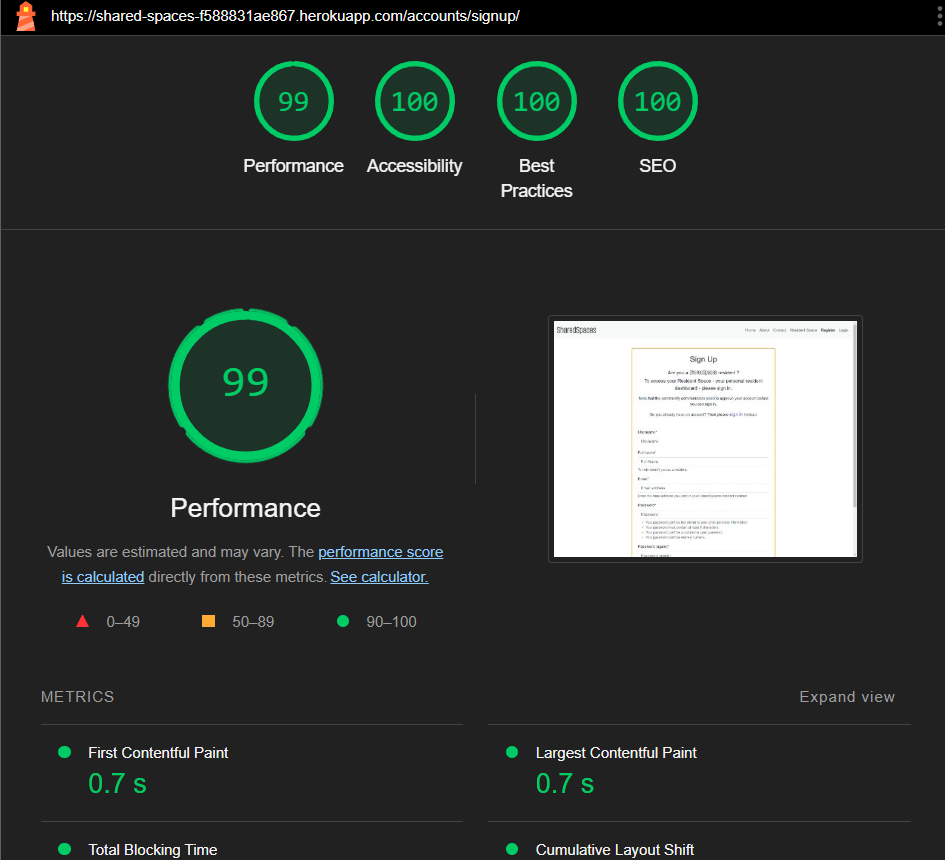 https://shared-spaces-f588831ae867.herokuapp.com/accounts/signup/
99
100
100
100
Performance
Accessibility
Best
Practices
SEO
99
Performance
Values are estimated and may vary. The performance score
is calculated directly from these metrics. See calculator.
0–49
50–89
90–100
SharedSpaces
Home About Contact Resident Space Register Login
Sign Up
Are you a SharedSpaces resident ?
To access your Resident Space - your personal resident
dashboard - please sign in.
Do you already have an account? Then please sign in instead.
Username*
Username
Full name*
Full Name
Email*
Email address
Password*
Password
Password (again)*
METRICS
Expand view
First Contentful Paint
0.7 s
Largest Contentful Paint
0.7 s
Total Blocking Time
Cumulative Layout Shift